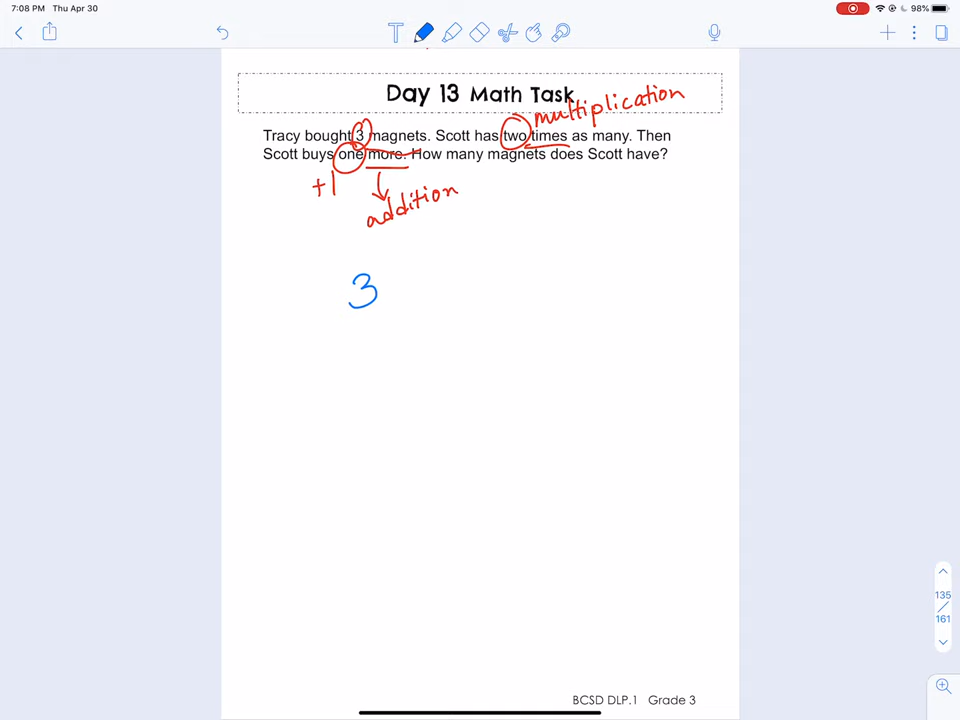 7:08 PM Thu Apr 30
98%
Day 13 Math Task
multiplication
Tracy bought 3 magnets. Scott has two times as many. Then
Scott buys one more. How many magnets does Scott have?
+1
addition
3
135
/
161
BCSD DLP.1 Grade 3